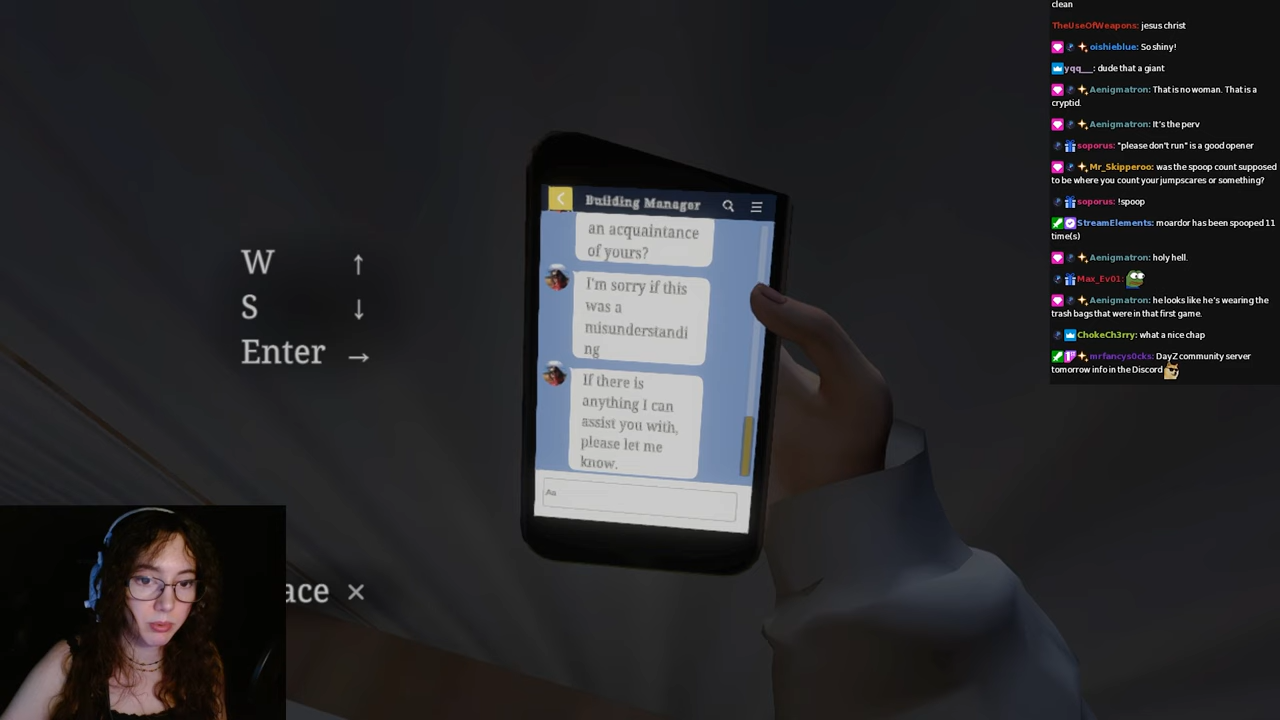 clean
TheUseOfWeapons: jesus christ
oishieblue: So shiny!
yqq___: dude that a giant
Aenigmatron: That is no woman. That is a
cryptid.
Aenigmatron: It's the perv
soporus: "please don't run" is a good opener
Mr_Skipperoo: was the spoop count supposed
to be where you count your jumpscares or something?
soporus: !spoop
StreamElements: moardor has been spooped 11
time(s)
Aenigmatron: holy hell.
Max_Ev01:
Aenigmatron: he looks like he's wearing the
trash bags that were in that first game.
ChokeCh3rry: what a nice chap
mrfancys0cks: DayZ community server
tomorrow info in the Discord
Building Manager
an acquaintance
of yours?
I'm sorry if this
was a
misunderstandi
ng
If there is
anything I can
assist you with,
please let me
know.
Aa
W ↑
S ↓
Enter →
ace ×